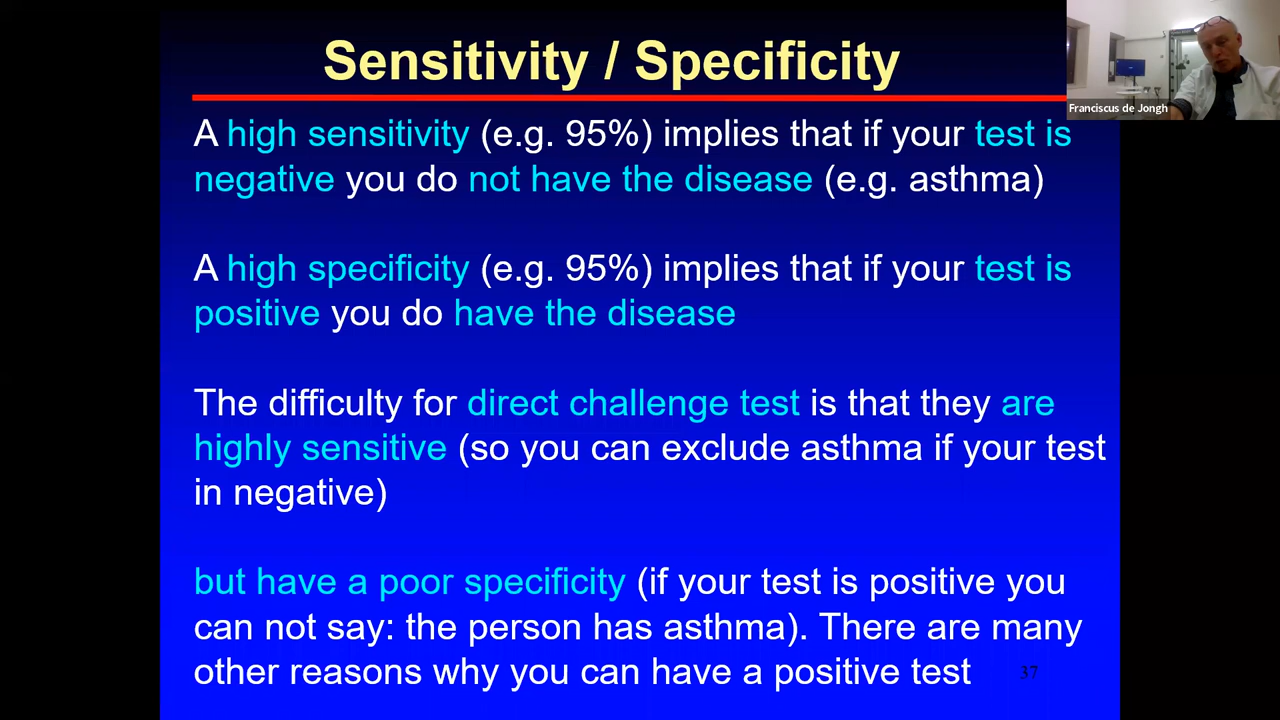 Sensitivity / Specificity
Franciscus de Jongh
A high sensitivity (e.g. 95%) implies that if your test is
negative you do not have the disease (e.g. asthma)
A high specificity (e.g. 95%) implies that if your test is
positive you do have the disease
The difficulty for direct challenge test is that they are
highly sensitive (so you can exclude asthma if your test
in negative)
but have a poor specificity (if your test is positive you
can not say: the person has asthma). There are many
other reasons why you can have a positive test
37